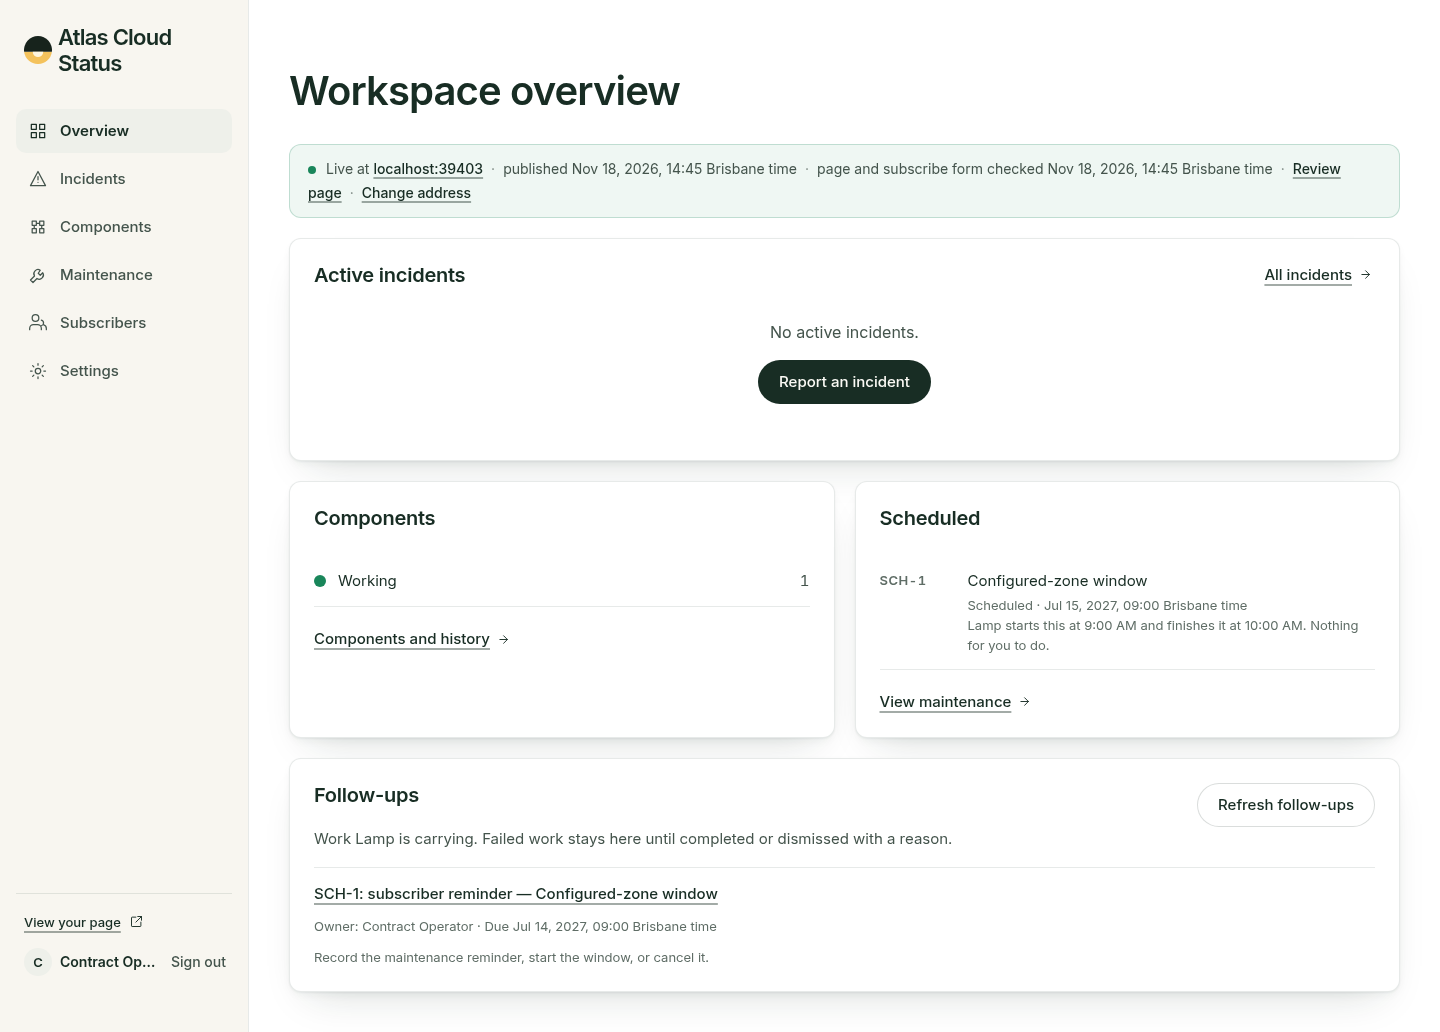 Atlas Cloud
Status
Overview
Incidents
Components
Maintenance
Subscribers
Settings
View your page
C
Contract Op...
Sign out
Workspace overview
Live at localhost:39403 · published Nov 18, 2026, 14:45 Brisbane time · page and subscribe form checked Nov 18, 2026, 14:45 Brisbane time · Review
page · Change address
Active incidents
All incidents →
No active incidents.
Report an incident
Components
Working 1
Components and history →
Scheduled
SCH-1 Configured-zone window
Scheduled · Jul 15, 2027, 09:00 Brisbane time
Lamp starts this at 9:00 AM and finishes it at 10:00 AM. Nothing
for you to do.
View maintenance →
Follow-ups
Refresh follow-ups
Work Lamp is carrying. Failed work stays here until completed or dismissed with a reason.
SCH-1: subscriber reminder — Configured-zone window
Owner: Contract Operator · Due Jul 14, 2027, 09:00 Brisbane time
Record the maintenance reminder, start the window, or cancel it.